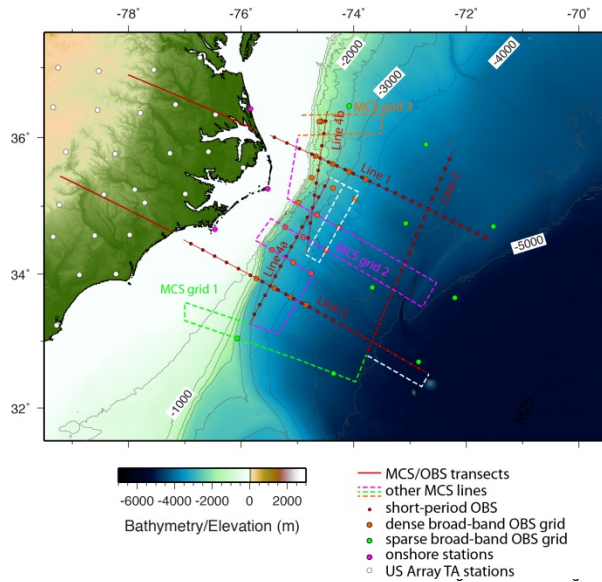 -78 -76 -74 -72 -70
-2000
-4000
-3000
36°
34°
32°
MCS grid 3
Line 4b
Line 1
Line 3
MCS grid 2
Line 4a
MCS grid 1
Line 2
-5000
-1000
M25
-6000 -4000 -2000 0 2000
Bathymetry/Elevation (m)
MCS/OBS transects
other MCS lines
short-period OBS
dense broad-band OBS grid
sparse broad-band OBS grid
onshore stations
US Array TA stations